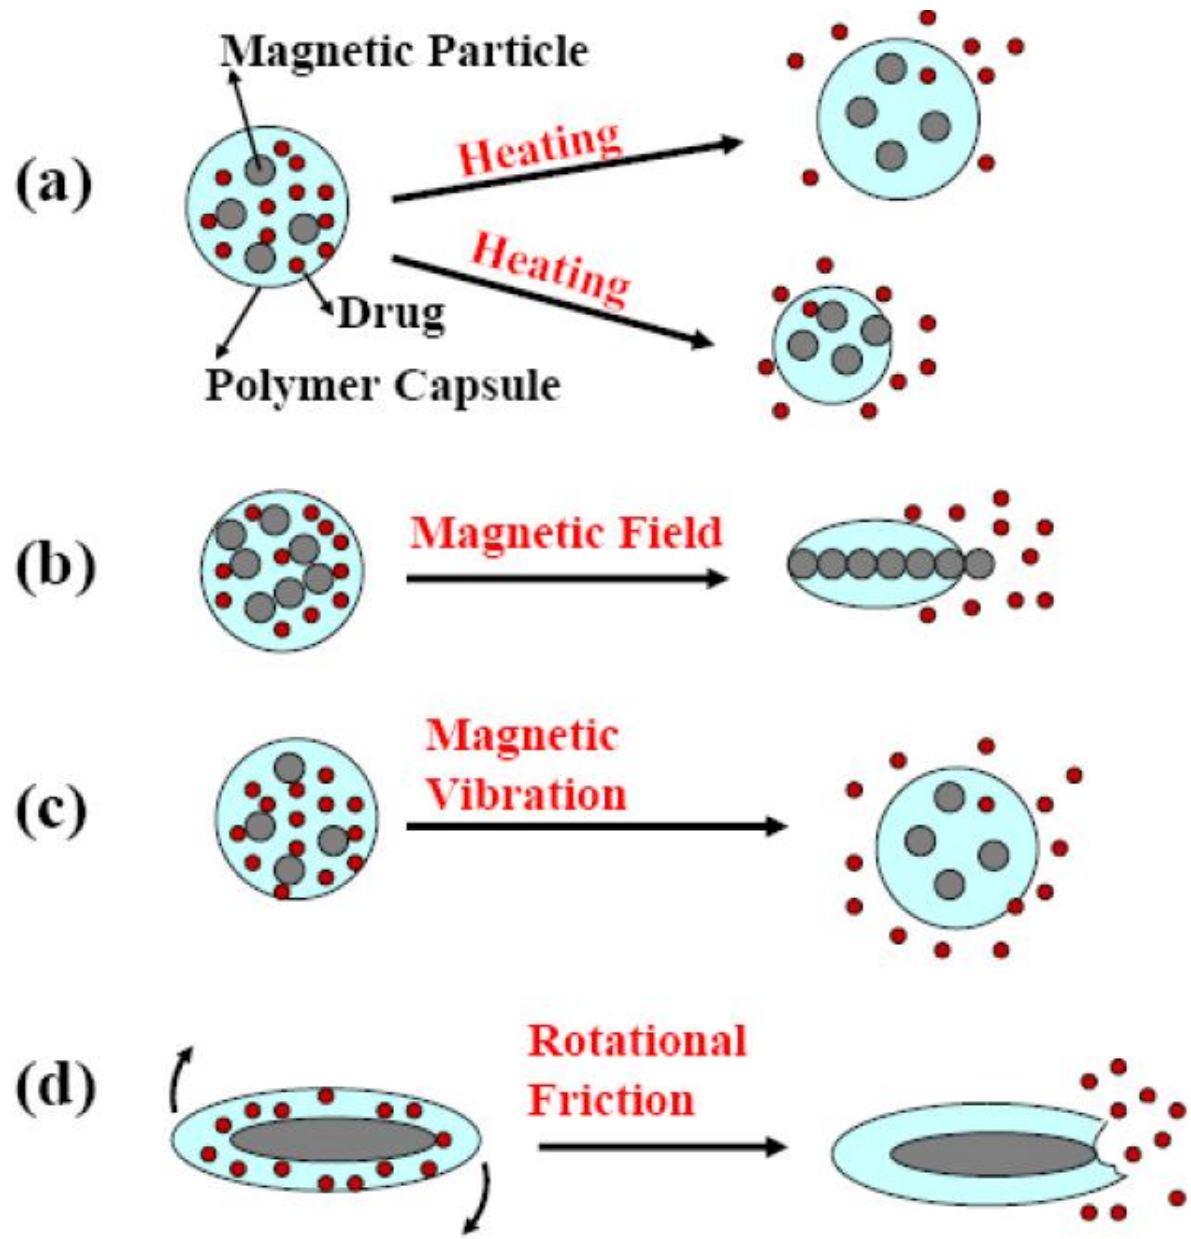 Magnetic Particle
(a)
Heating
Heating
Drug
Polymer Capsule
(b)
Magnetic Field
(c)
Magnetic
Vibration
(d)
Rotational
Friction